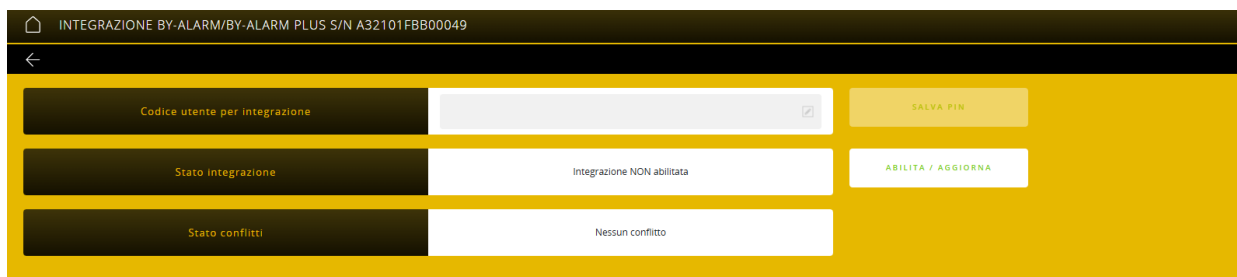 INTEGRAZIONE BY-ALARM/BY-ALARM PLUS S/N A32101FBB00049
Codice utente per integrazione
SALVA PIN
Stato integrazione
Integrazione NON abilitata
ABILITA / AGGIORNA
Stato conflitti
Nessun conflitto